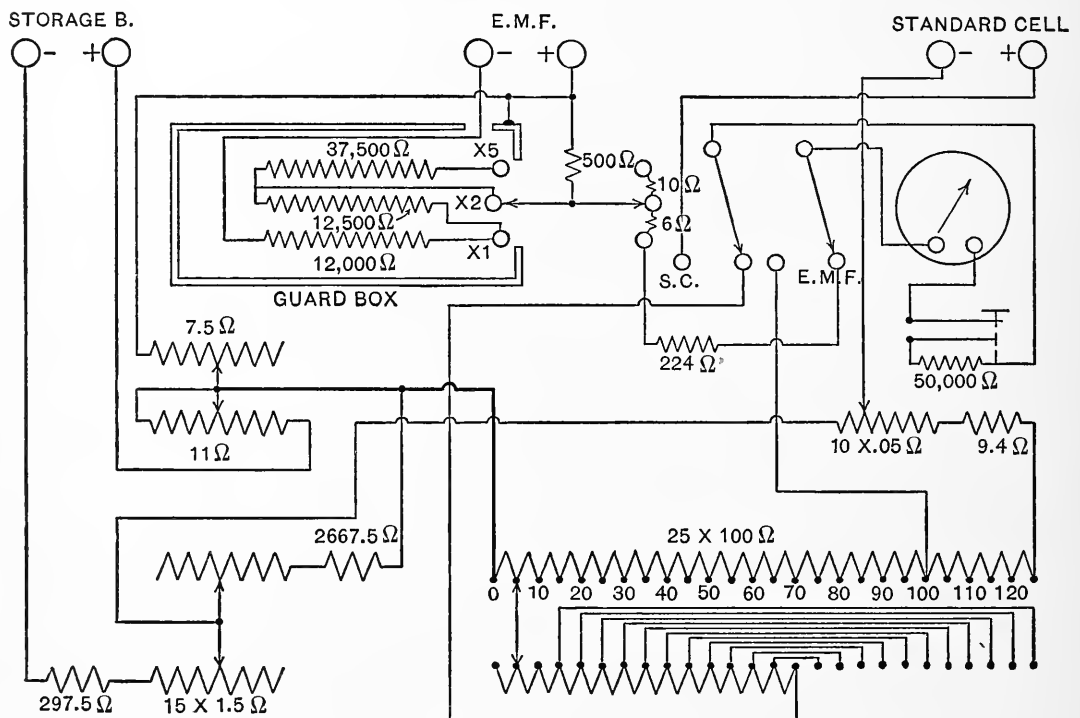 STORAGE B.
E.M.F.
STANDARD CELL
- +
- +
- +
37,500 Ω
X5
500 Ω
10 Ω
X2
12,500 Ω
6 Ω
12,000 Ω
X1
S.C.
E.M.F.
GUARD BOX
7.5 Ω
224 Ω
50,000 Ω
11 Ω
10 X .05 Ω
9.4 Ω
2667.5 Ω
25 X 100 Ω
0 10 20 30 40 50 60 70 80 90 100 110 120
297.5 Ω
15 X 1.5 Ω